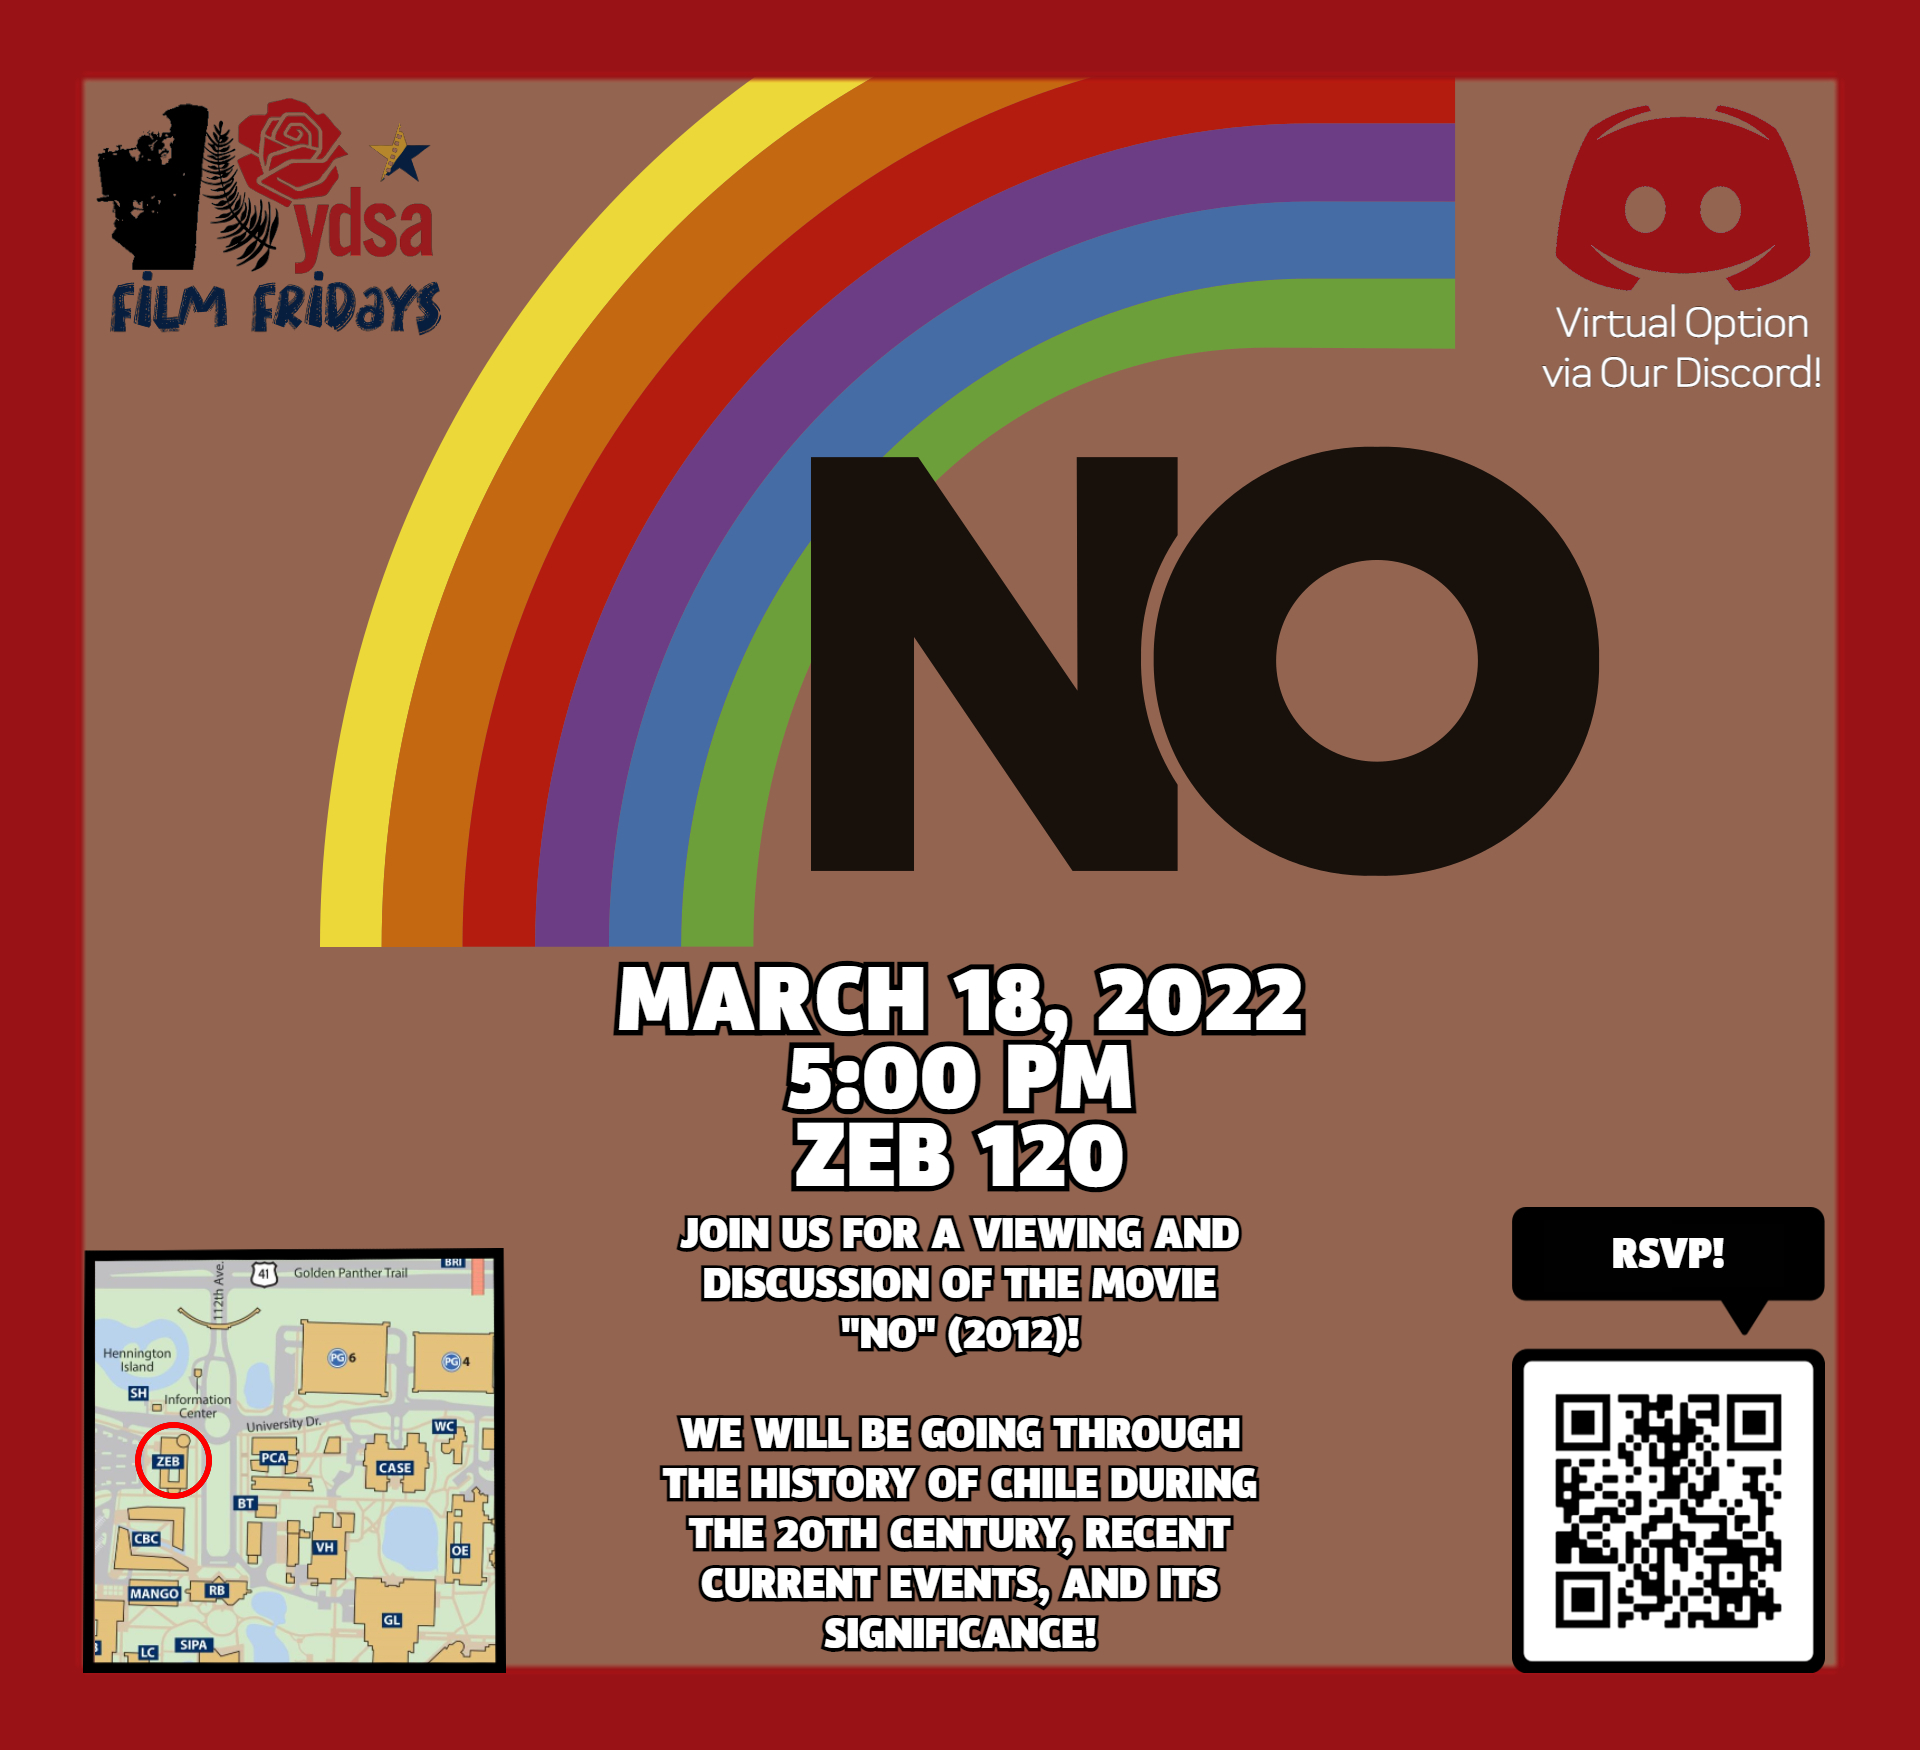 ydsa
FILM FRIDAYS
Virtual Option
via Our Discord!
NO
MARCH 18, 2022
5:00 PM
ZEB 120
JOIN US FOR A VIEWING AND
DISCUSSION OF THE MOVIE
"NO" (2012)!
WE WILL BE GOING THROUGH
THE HISTORY OF CHILE DURING
THE 20TH CENTURY, RECENT
CURRENT EVENTS, AND ITS
SIGNIFICANCE!
RSVP!
BRI
41
Golden Panther Trail
112th Ave.
Hennington
Island
PG 6
PG 4
SH
Information
Center
University Dr.
WC
ZEB
PCA
CASE
BT
CBC
VH
OE
MANGO
RB
GL
SIPA
LC